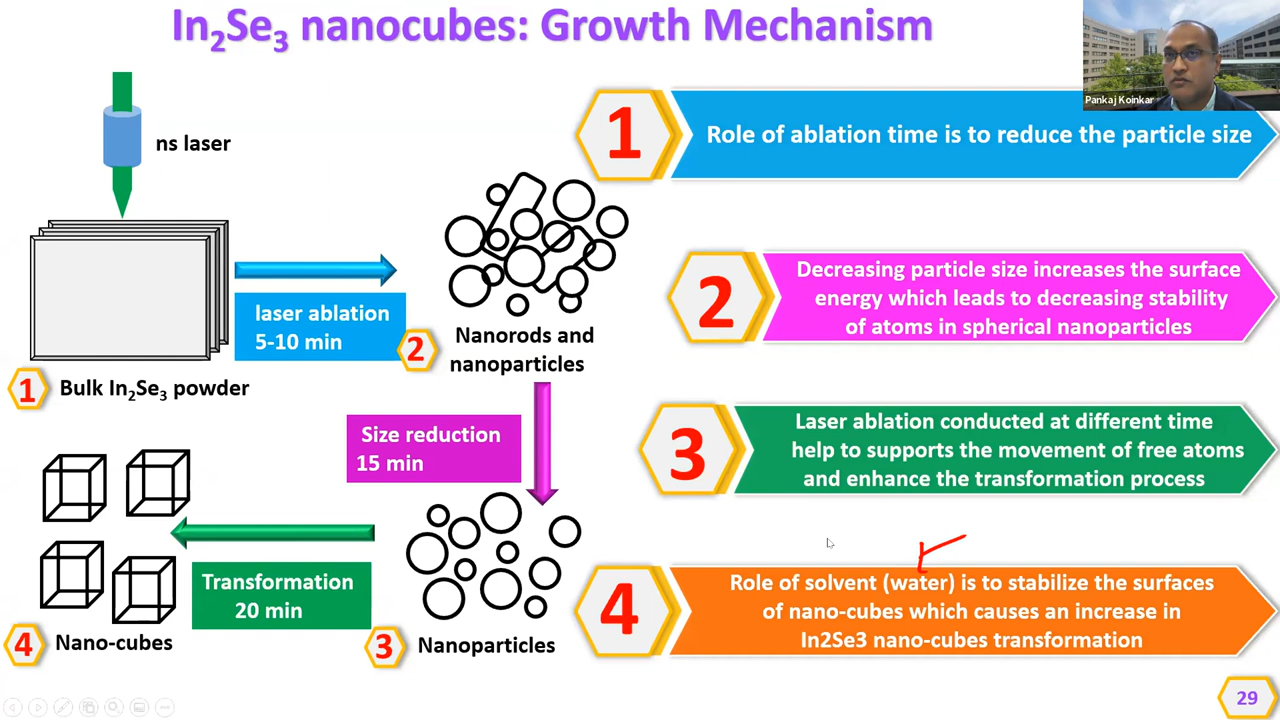 In₂Se₃ nanocubes: Growth Mechanism
Pankaj Koinkar
ns laser
laser ablation
5-10 min
1
Bulk In₂Se₃ powder
2
Nanorods and
nanoparticles
Size reduction
15 min
3
Nanoparticles
Transformation
20 min
4
Nano-cubes
1
Role of ablation time is to reduce the particle size
2
Decreasing particle size increases the surface
energy which leads to decreasing stability
of atoms in spherical nanoparticles
3
Laser ablation conducted at different time
help to supports the movement of free atoms
and enhance the transformation process
4
Role of solvent (water) is to stabilize the surfaces
of nano-cubes which causes an increase in
In2Se3 nano-cubes transformation
29